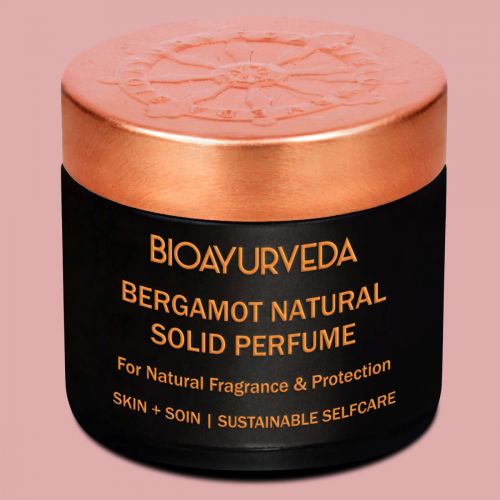 BIOAYURVEDA
BERGAMOT NATURAL
SOLID PERFUME
For Natural Fragrance & Protection
SKIN + SOIN | SUSTAINABLE SELFCARE